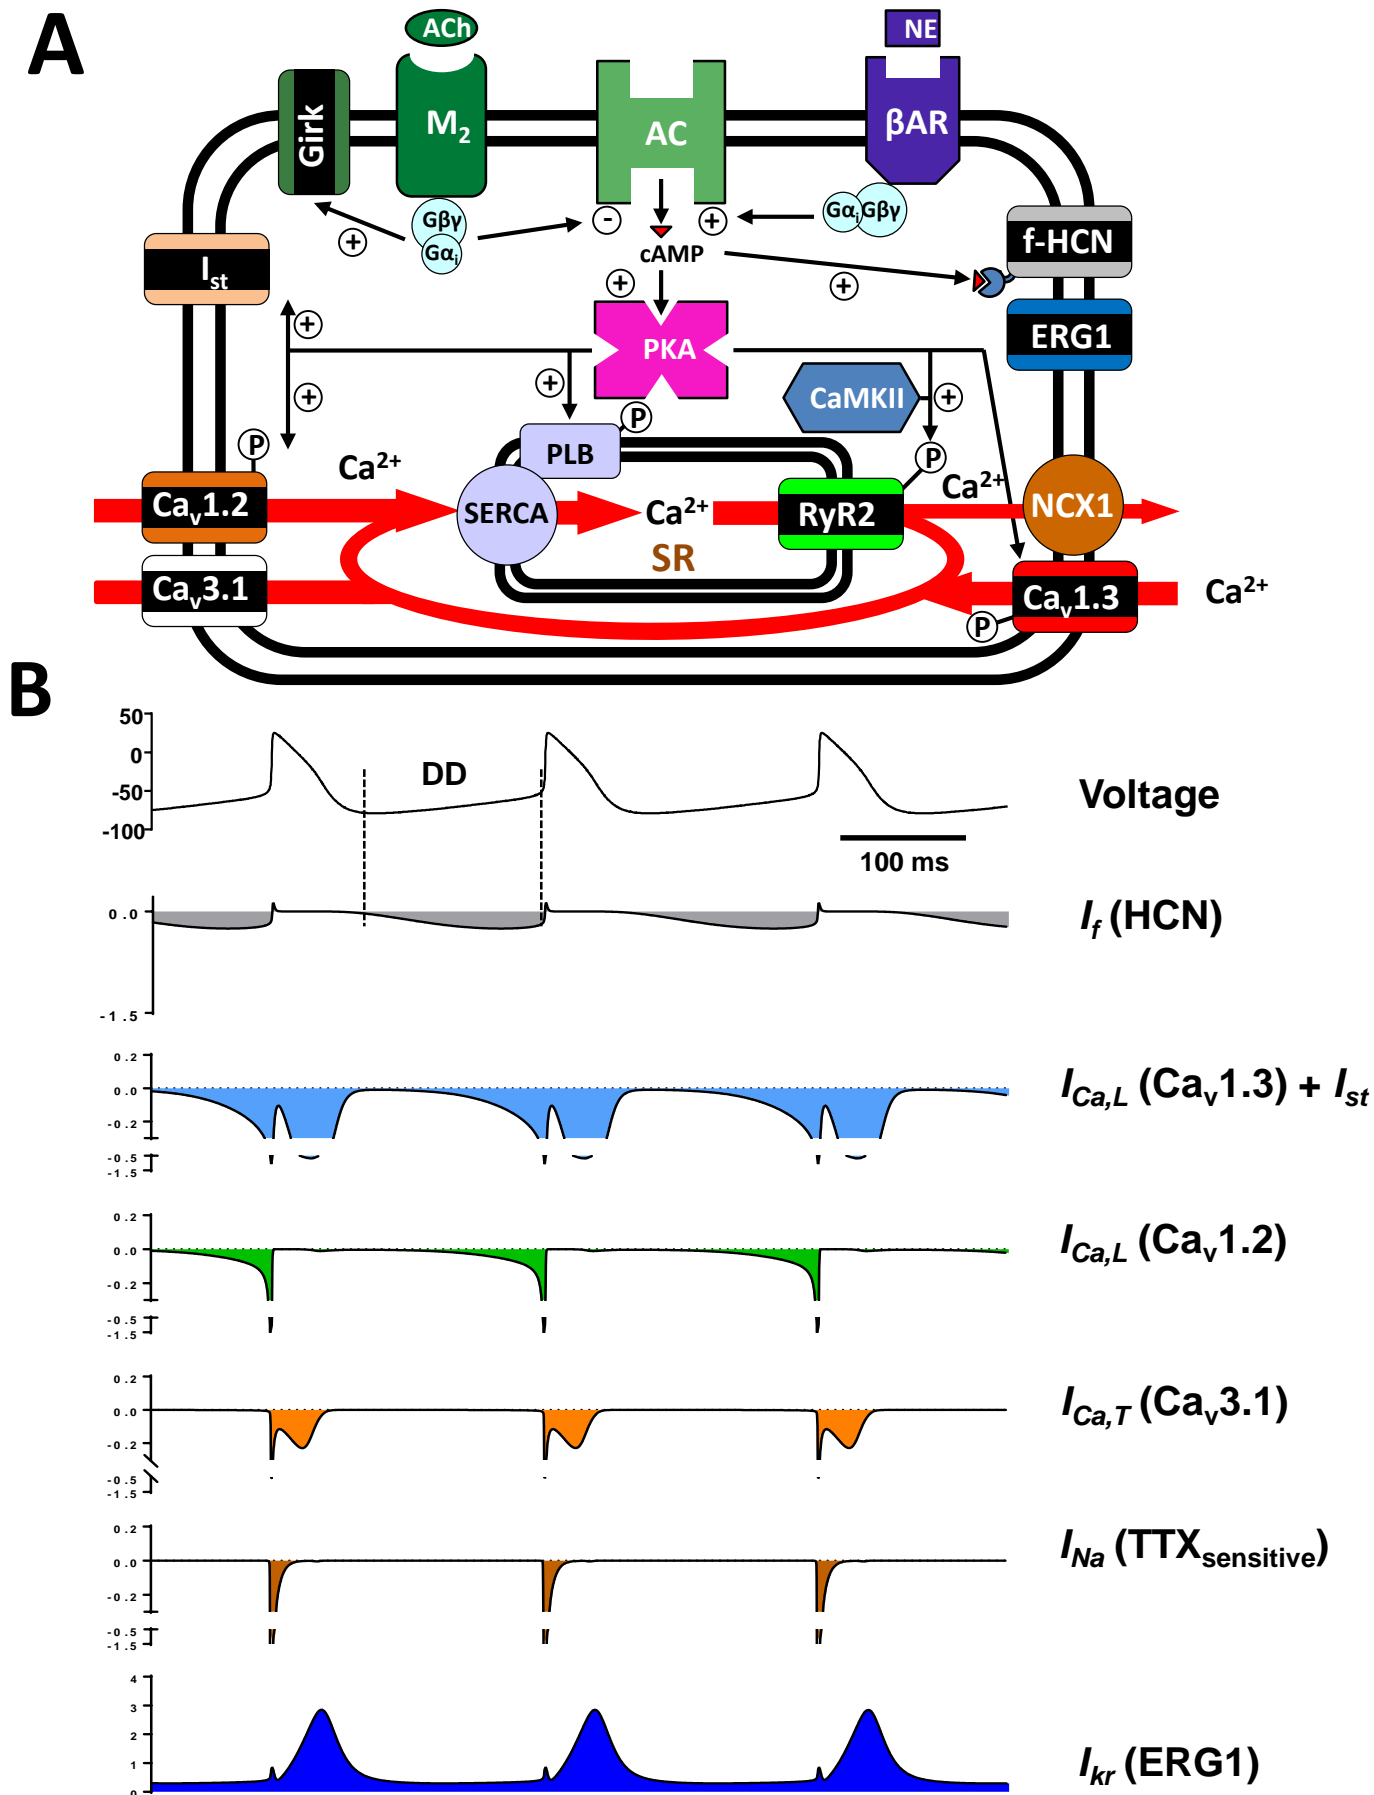 A
ACh
NE
Girk
M2
AC
βAR
Gβγ
Gαi
Gαi
Gβγ
-
+
+
cAMP
f-HCN
Ist
+
+
+
ERG1
PKA
+
+
CaMKII
+
+
P
P
PLB
P
Ca2+
Ca2+
Cav1.2
SERCA
Ca2+
RyR2
NCX1
SR
Cav3.1
Cav1.3
Ca2+
P
B
50
0
-50
-100
DD
Voltage
100 ms
0.0
-1.5
If (HCN)
0.2
0.0
-0.2
-0.5
-1.5
ICa,L (Cav1.3) + Ist
0.2
0.0
-0.2
-0.5
-1.5
ICa,L (Cav1.2)
0.2
0.0
-0.2
-0.5
-1.5
ICa,T (Cav3.1)
0.2
0.0
-0.2
-0.5
-1.5
INa (TTXsensitive)
4
3
2
1
0
Ikr (ERG1)